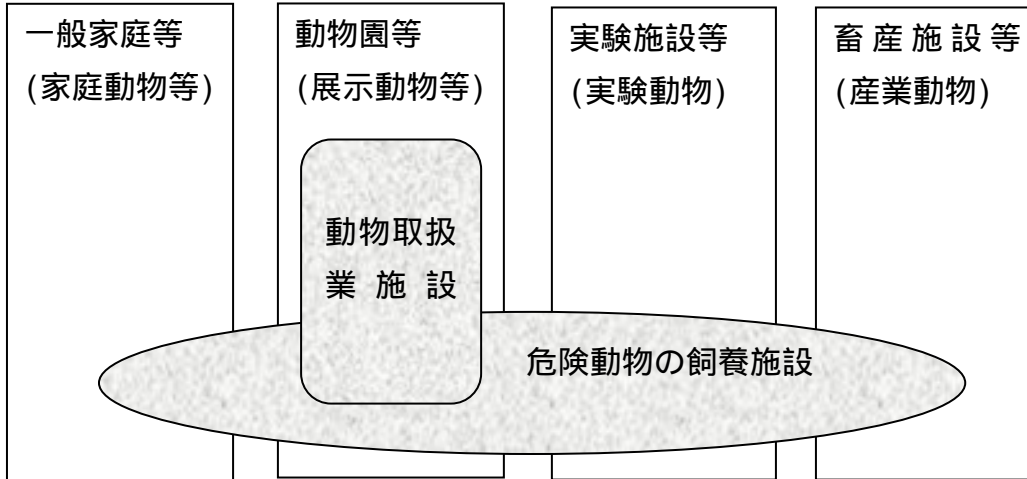 一般家庭等
(家庭動物等)
動物園等
(展示動物等)
実験施設等
(実験動物)
畜産施設等
(産業動物)
動物取扱
業施設
危険動物の飼養施設